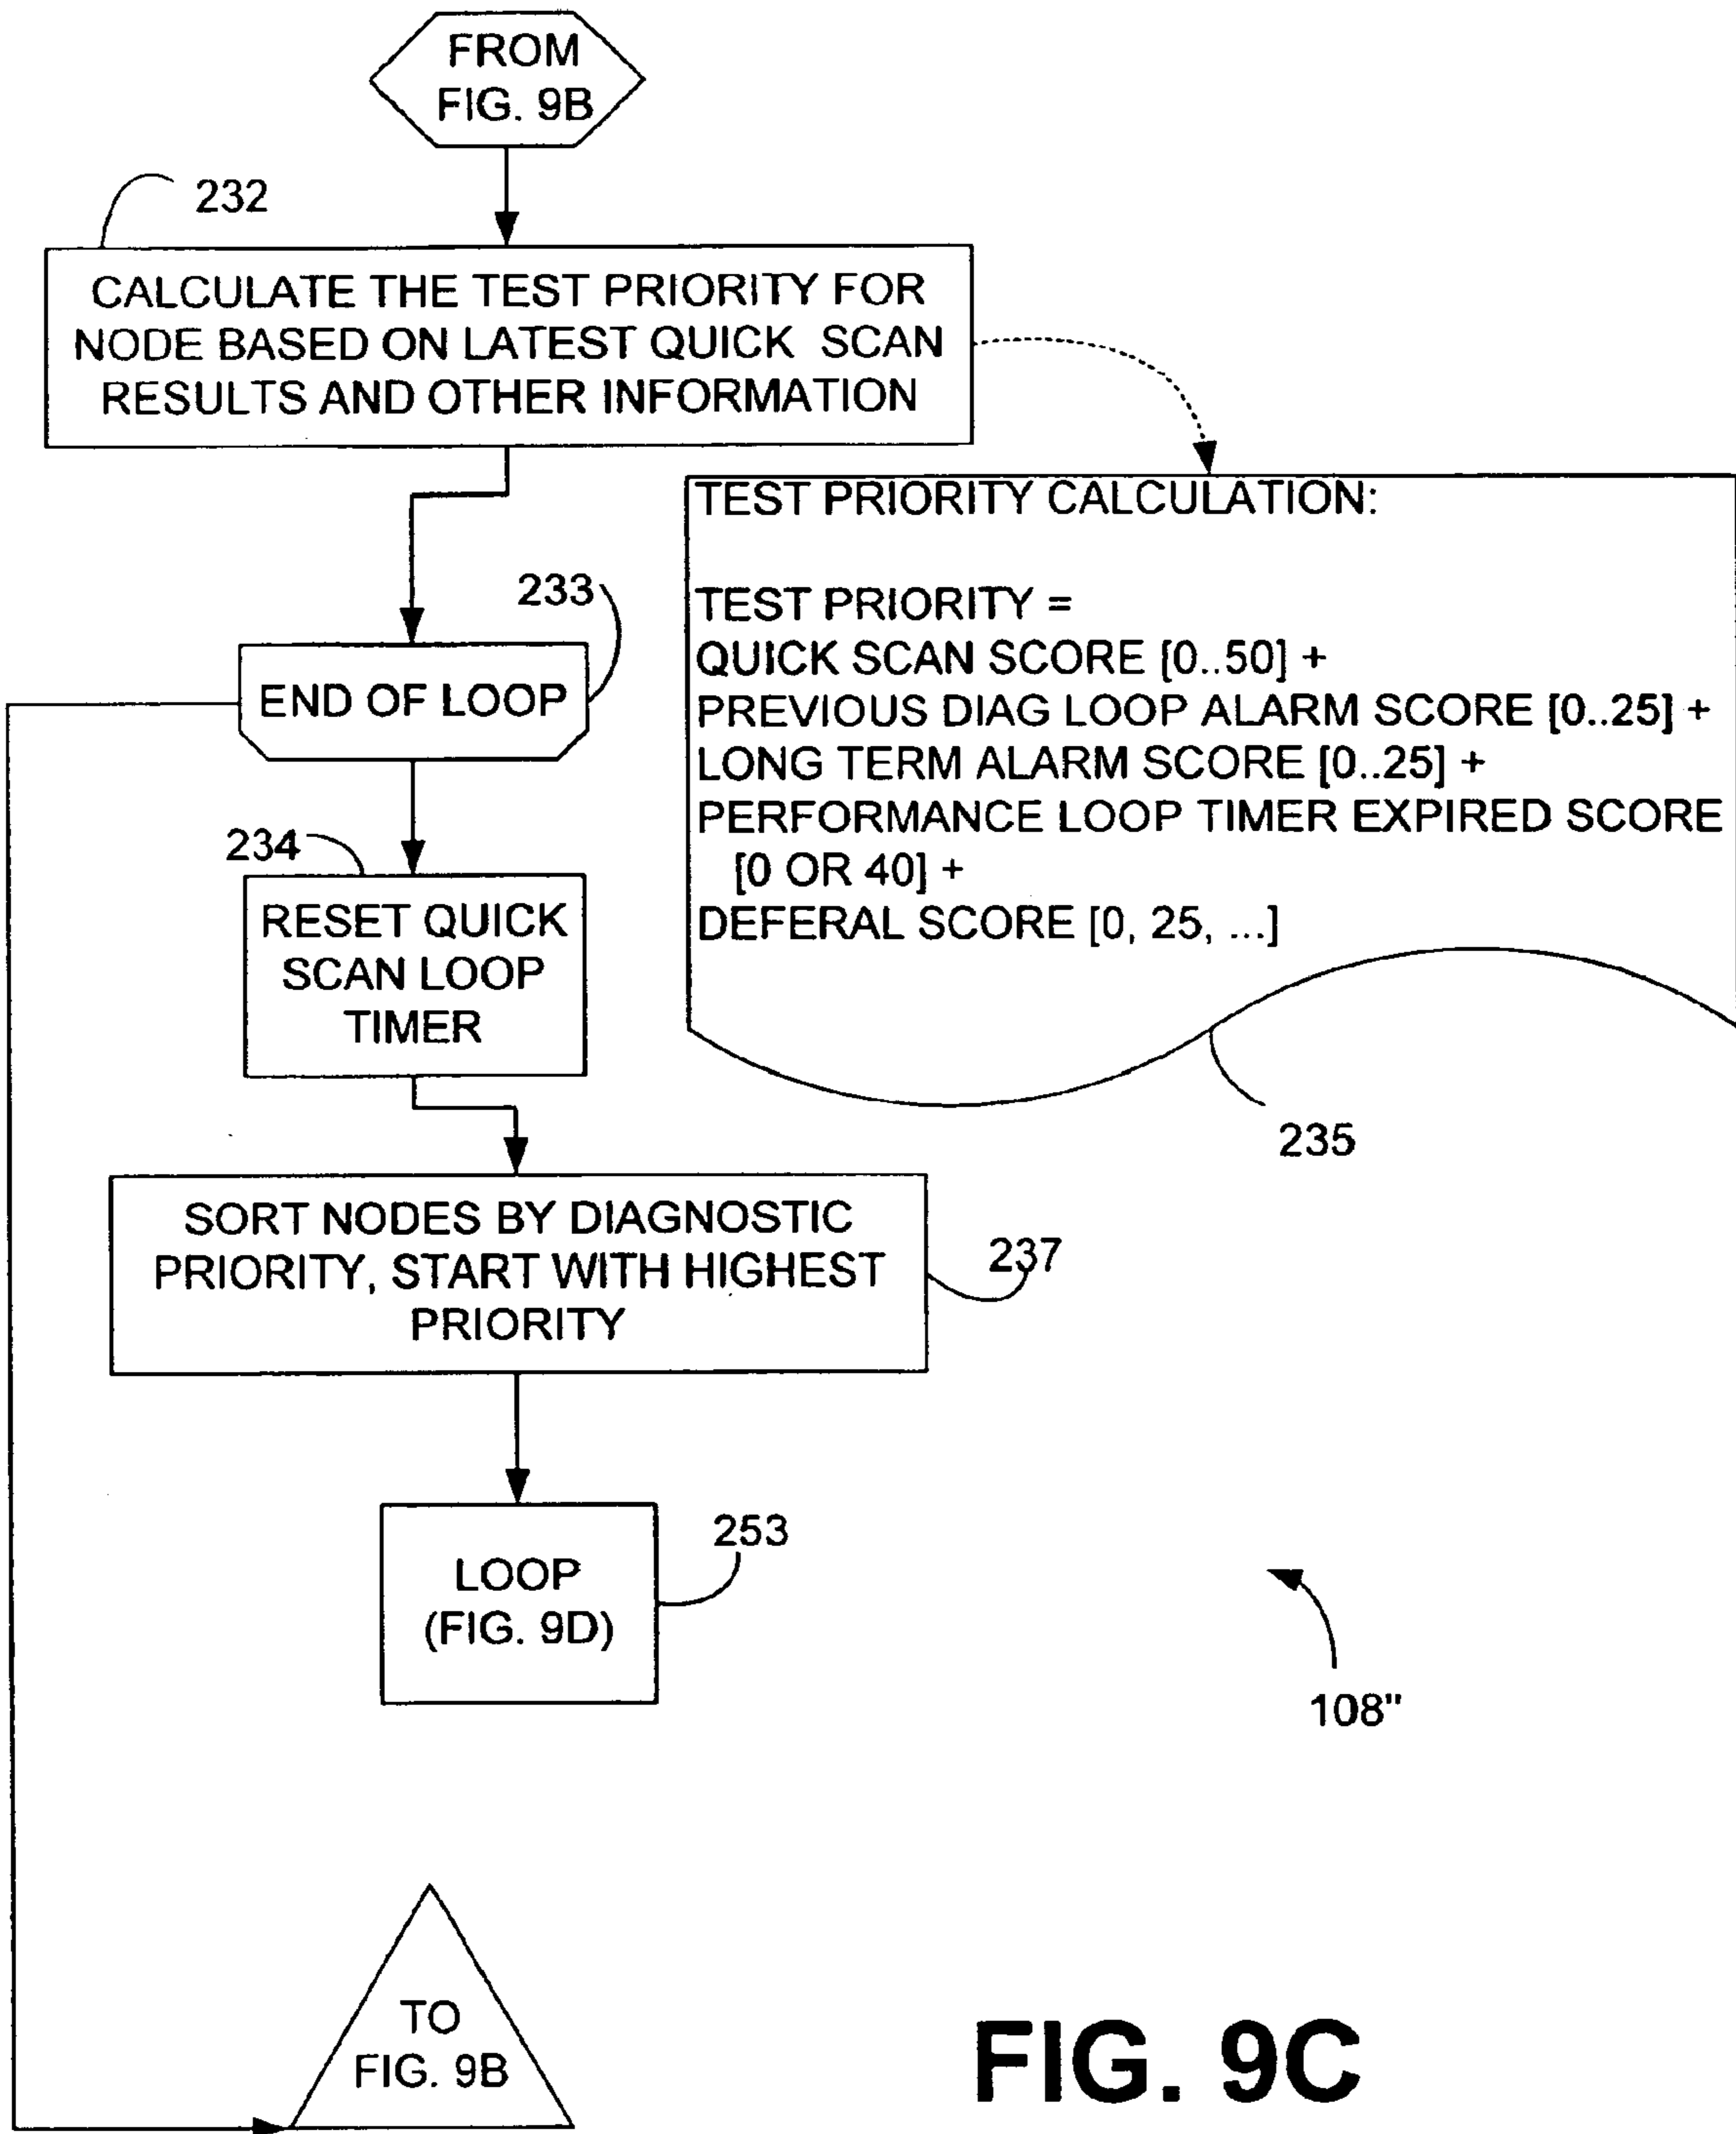 FROM
FIG. 9B
232
CALCULATE THE TEST PRIORITY FOR
NODE BASED ON LATEST QUICK SCAN
RESULTS AND OTHER INFORMATION
TEST PRIORITY CALCULATION:
TEST PRIORITY =
QUICK SCAN SCORE [0..50] +
PREVIOUS DIAG LOOP ALARM SCORE [0..25] +
LONG TERM ALARM SCORE [0..25] +
PERFORMANCE LOOP TIMER EXPIRED SCORE
[0 OR 40] +
DEFERAL SCORE [0, 25, ...]
235
233
END OF LOOP
234
RESET QUICK
SCAN LOOP
TIMER
SORT NODES BY DIAGNOSTIC
PRIORITY, START WITH HIGHEST
PRIORITY
237
LOOP
(FIG. 9D)
253
108"
TO
FIG. 9B
FIG. 9C